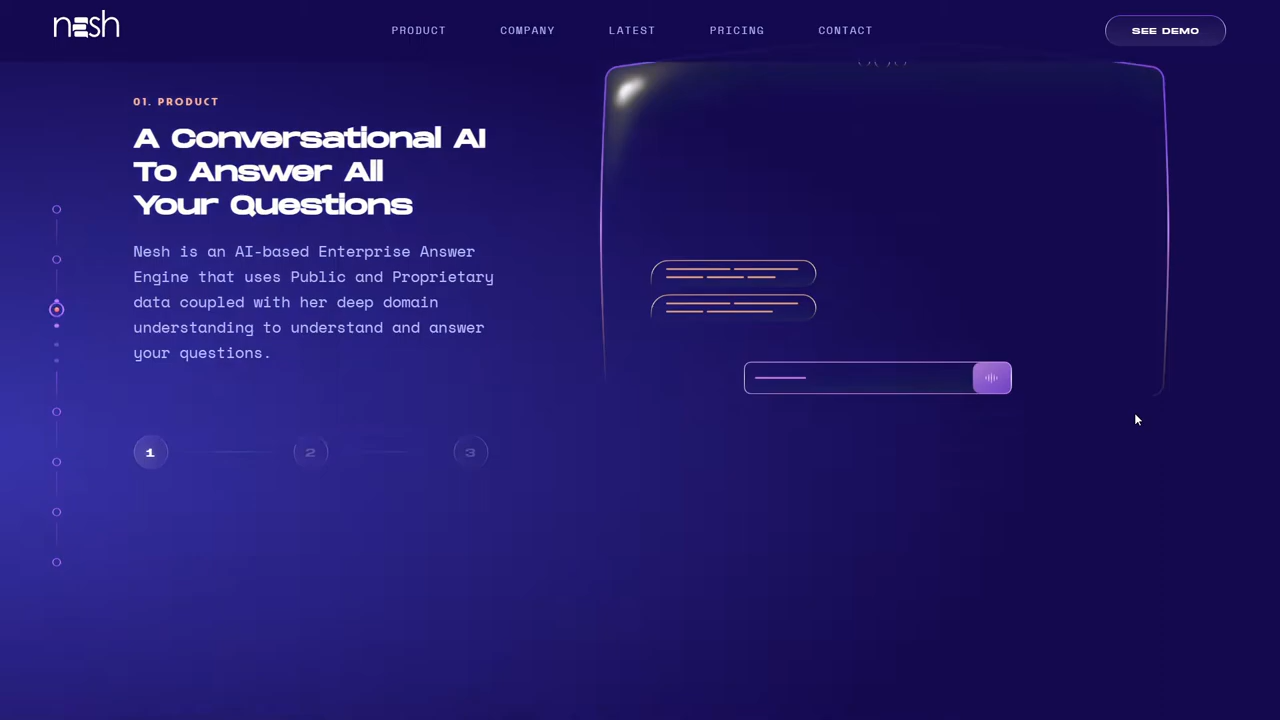 nesh
PRODUCT
COMPANY
LATEST
PRICING
CONTACT
SEE DEMO
01. PRODUCT
A Conversational AI
To Answer All
Your Questions
Nesh is an AI-based Enterprise Answer
Engine that uses Public and Proprietary
data coupled with her deep domain
understanding to understand and answer
your questions.
1
2
3